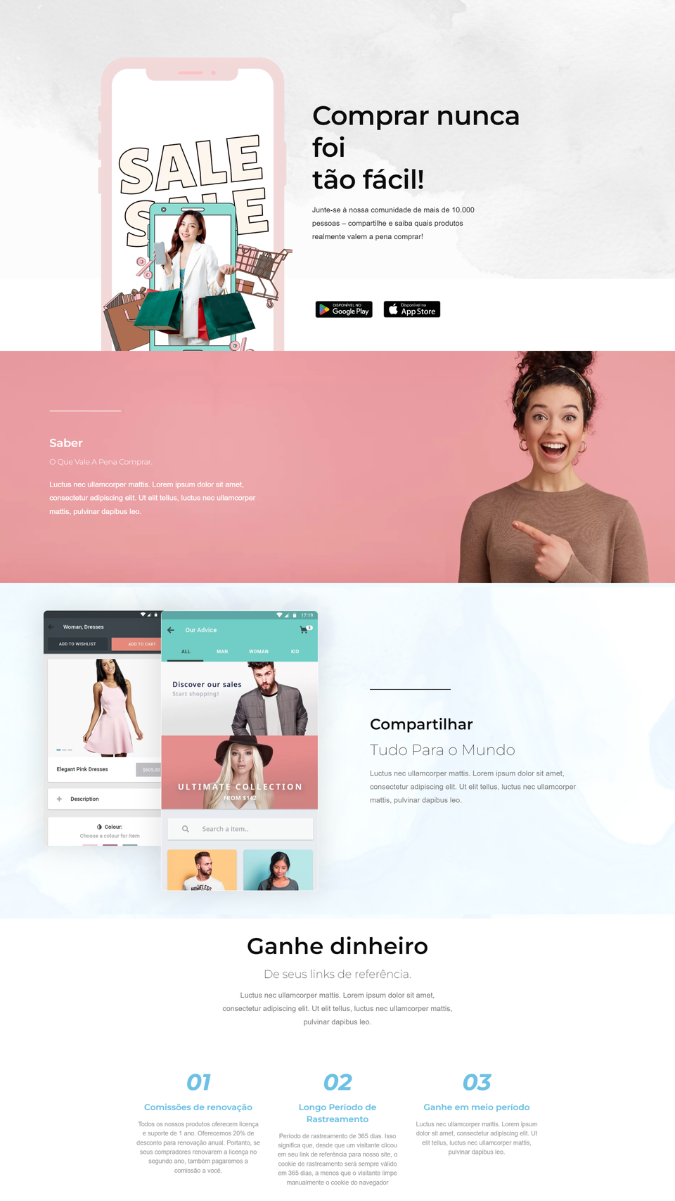 SALE
SALE
%
%
Comprar nunca
foi
tão fácil!
Junte-se à nossa comunidade de mais de 10.000
pessoas – compartilhe e saiba quais produtos
realmente valem a pena comprar!
DISPONÍVEL NO
Google Play
Disponível na
App Store
Saber
O Que Vale A Pena Comprar.
Luctus nec ullamcorper mattis. Lorem ipsum dolor sit amet,
consectetur adipiscing elit. Ut elit tellus, luctus nec ullamcorper
mattis, pulvinar dapibus leo.
Woman, Dresses
ADD TO WISHLIST
ADD TO CART
Elegant Pink Dresses
+ Description
Colour:
Choose a colour for item
17:19
Our Advice
ALL MAN WOMAN KID
Discover our sales
Start shopping!
ULTIMATE COLLECTION
FROM $142
Search a item..
HOMELESS
Compartilhar
Tudo Para o Mundo
Luctus nec ullamcorper mattis. Lorem ipsum dolor sit amet,
consectetur adipiscing elit. Ut elit tellus, luctus nec ullamcorper
mattis, pulvinar dapibus leo.
Ganhe dinheiro
De seus links de referência.
Luctus nec ullamcorper mattis. Lorem ipsum dolor sit amet,
consectetur adipiscing elit. Ut elit tellus, luctus nec ullamcorper mattis,
pulvinar dapibus leo.
01
Comissões de renovação
Todos os nossos produtos oferecem licença
e suporte de 1 ano. Oferecemos 20% de
desconto para renovação anual. Portanto, se
seus compradores renovarem a licença no
segundo ano, também pagaremos a
comissão a você.
02
Longo Período de
Rastreamento
Período de rastreamento de 365 dias. Isso
significa que, desde que um visitante clicou
em seu link de referência para nosso site, o
cookie de rastreamento será sempre válido
em 365 dias, a menos que o visitante limpe
manualmente o cookie do navegador
03
Ganhe em meio período
Luctus nec ullamcorper mattis. Lorem ipsum
dolor sit amet, consectetur adipiscing elit. Ut
elit tellus, luctus nec ullamcorper mattis,
pulvinar dapibus leo.